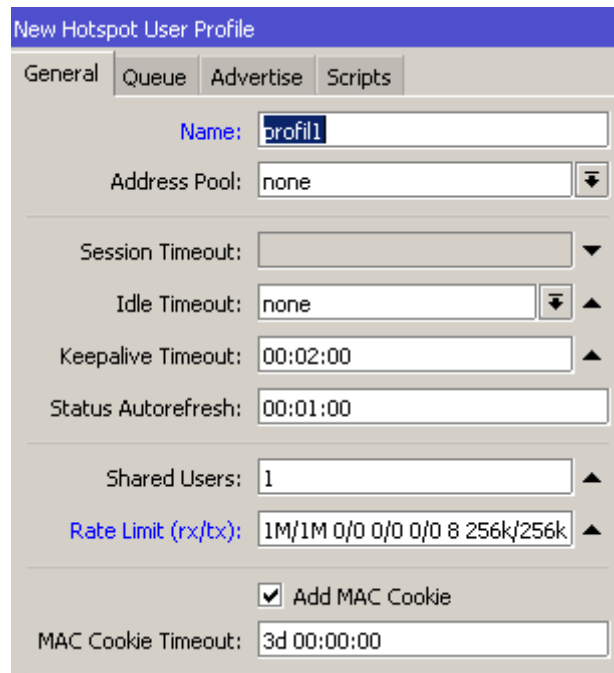 New Hotspot User Profile
General Queue Advertise Scripts
Name: profil1
Address Pool: none
Session Timeout:
Idle Timeout: none
Keepalive Timeout: 00:02:00
Status Autorefresh: 00:01:00
Shared Users: 1
Rate Limit (rx/tx): 1M/1M 0/0 0/0 0/0 8 256k/256k
Add MAC Cookie
MAC Cookie Timeout: 3d 00:00:00